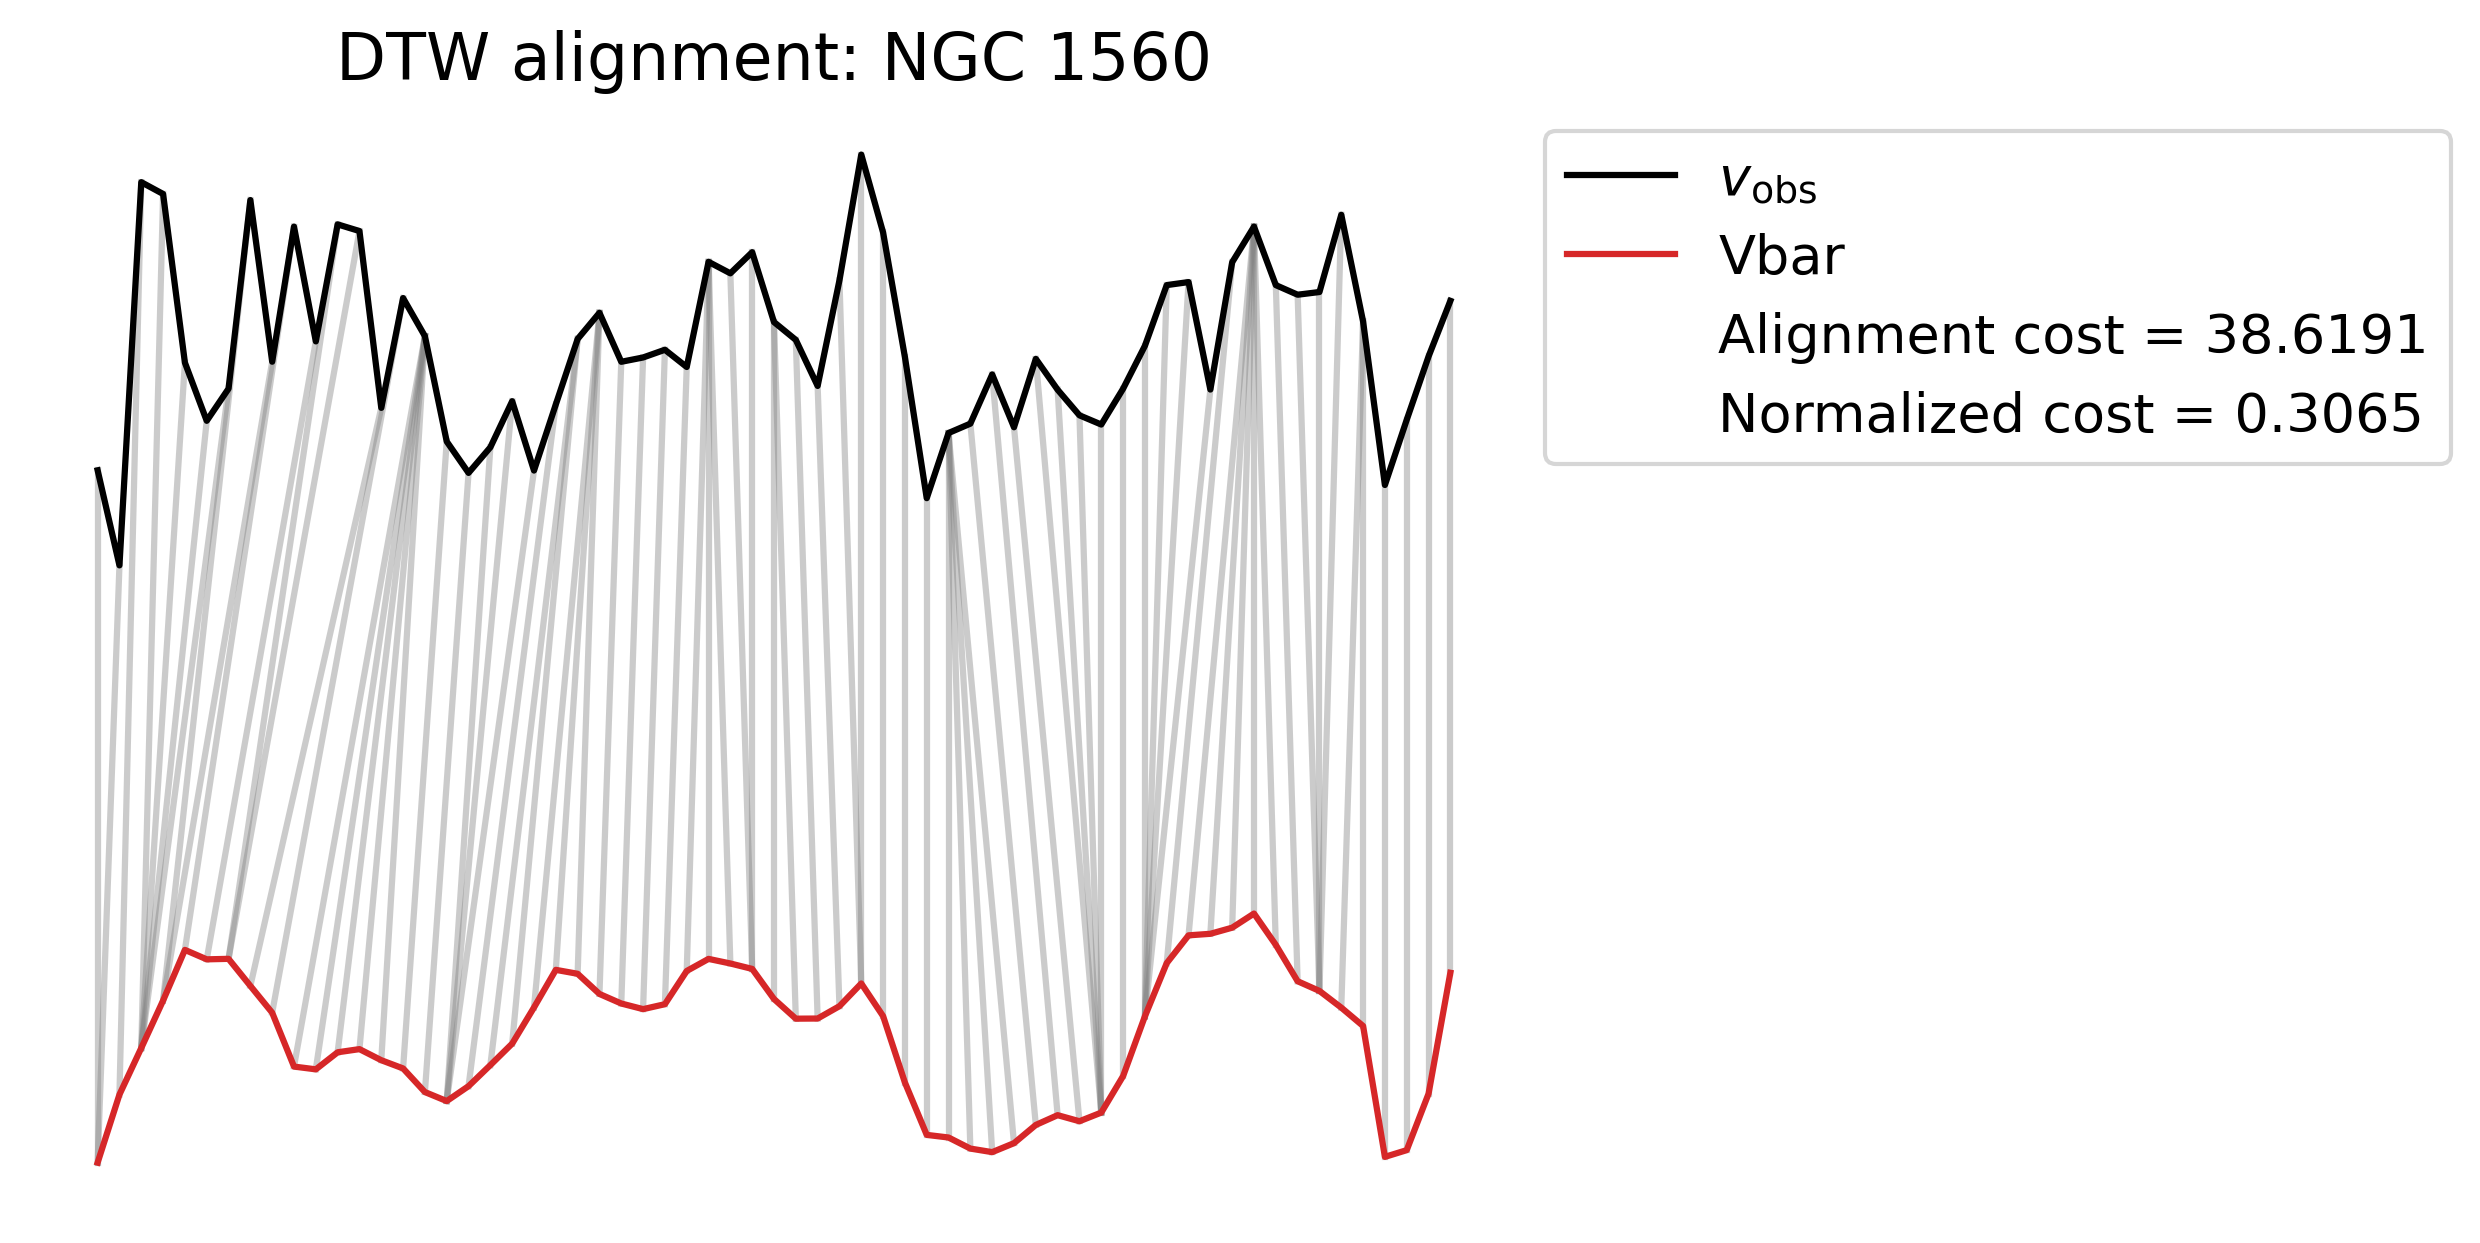 DTW alignment: NGC 1560
v_obs
Vbar
Alignment cost = 38.6191
Normalized cost = 0.3065